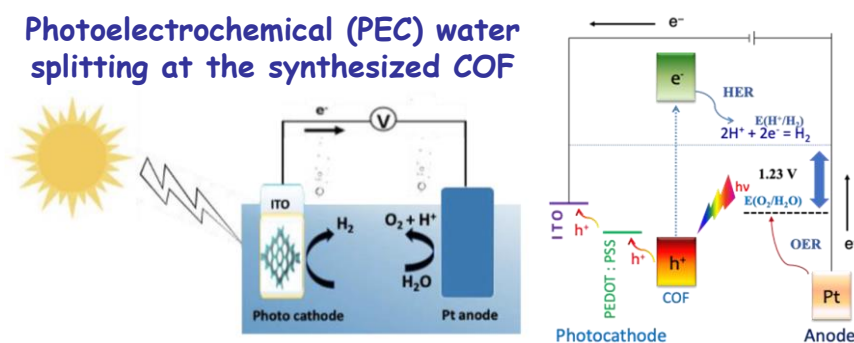 Photoelectrochemical (PEC) water
splitting at the synthesized COF
e⁻
V
ITO
H₂
O₂ + H⁺
H₂O
Photo cathode
Pt anode
e⁻
e⁻
HER
E(H⁺/H₂)
2H⁺ + 2e⁻ = H₂
1.23 V
hν
E(O₂/H₂O)
ITO
h⁺
PEDOT : PSS
h⁺
h⁺
COF
OER
e
Pt
Photocathode
Anode